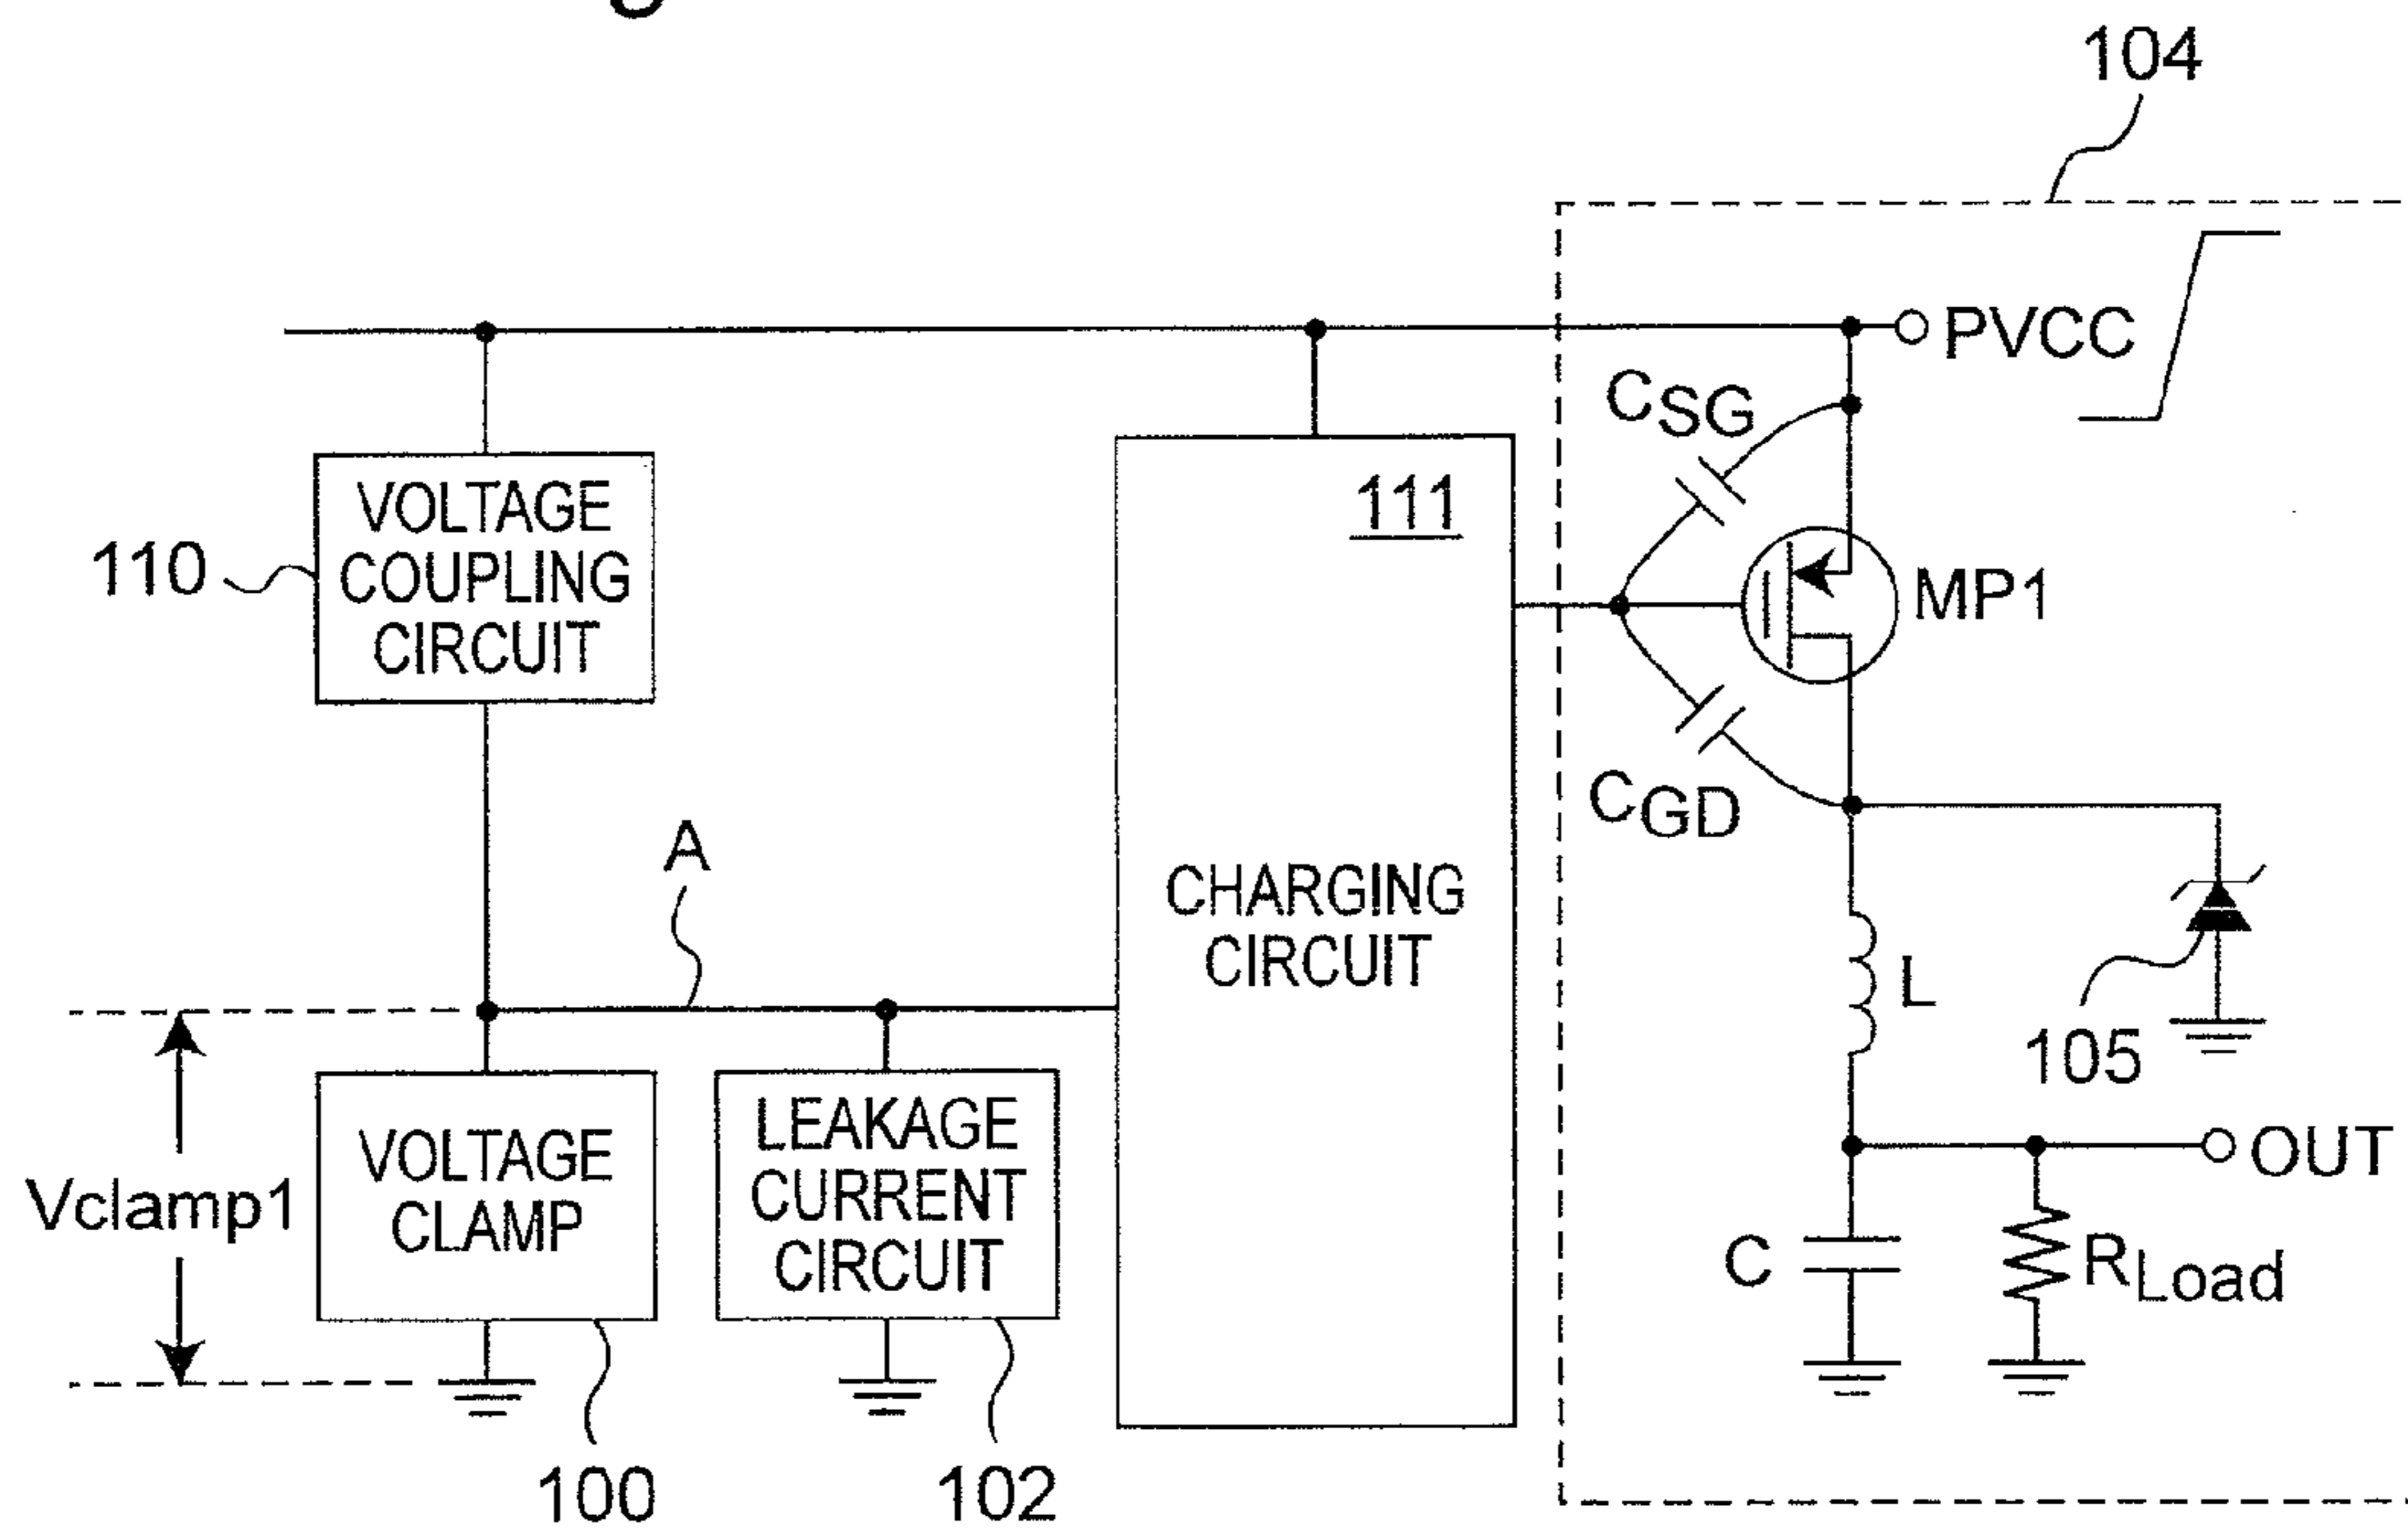 104
PVCC
CSG
VOLTAGE
COUPLING
CIRCUIT
110
111
MP1
CGD
A
CHARGING
CIRCUIT
L
105
VOLTAGE
CLAMP
LEAKAGE
CURRENT
CIRCUIT
Vclamp1
OUT
C
RLoad
100
102